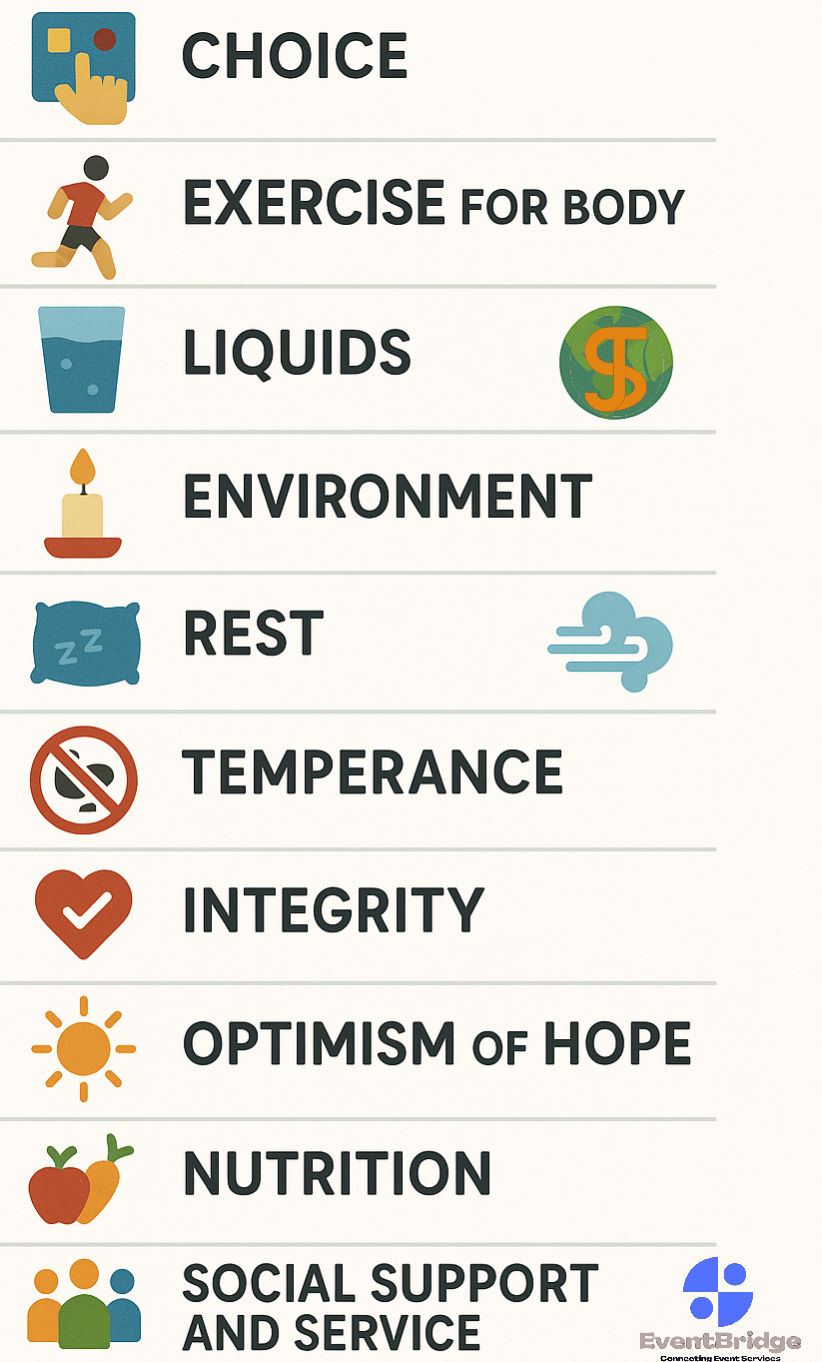 CHOICE
EXERCISE FOR BODY
LIQUIDS
ENVIRONMENT
REST
zz
TEMPERANCE
INTEGRITY
OPTIMISM OF HOPE
NUTRITION
SOCIAL SUPPORT
AND SERVICE
EventBridge
Connecting Event Services